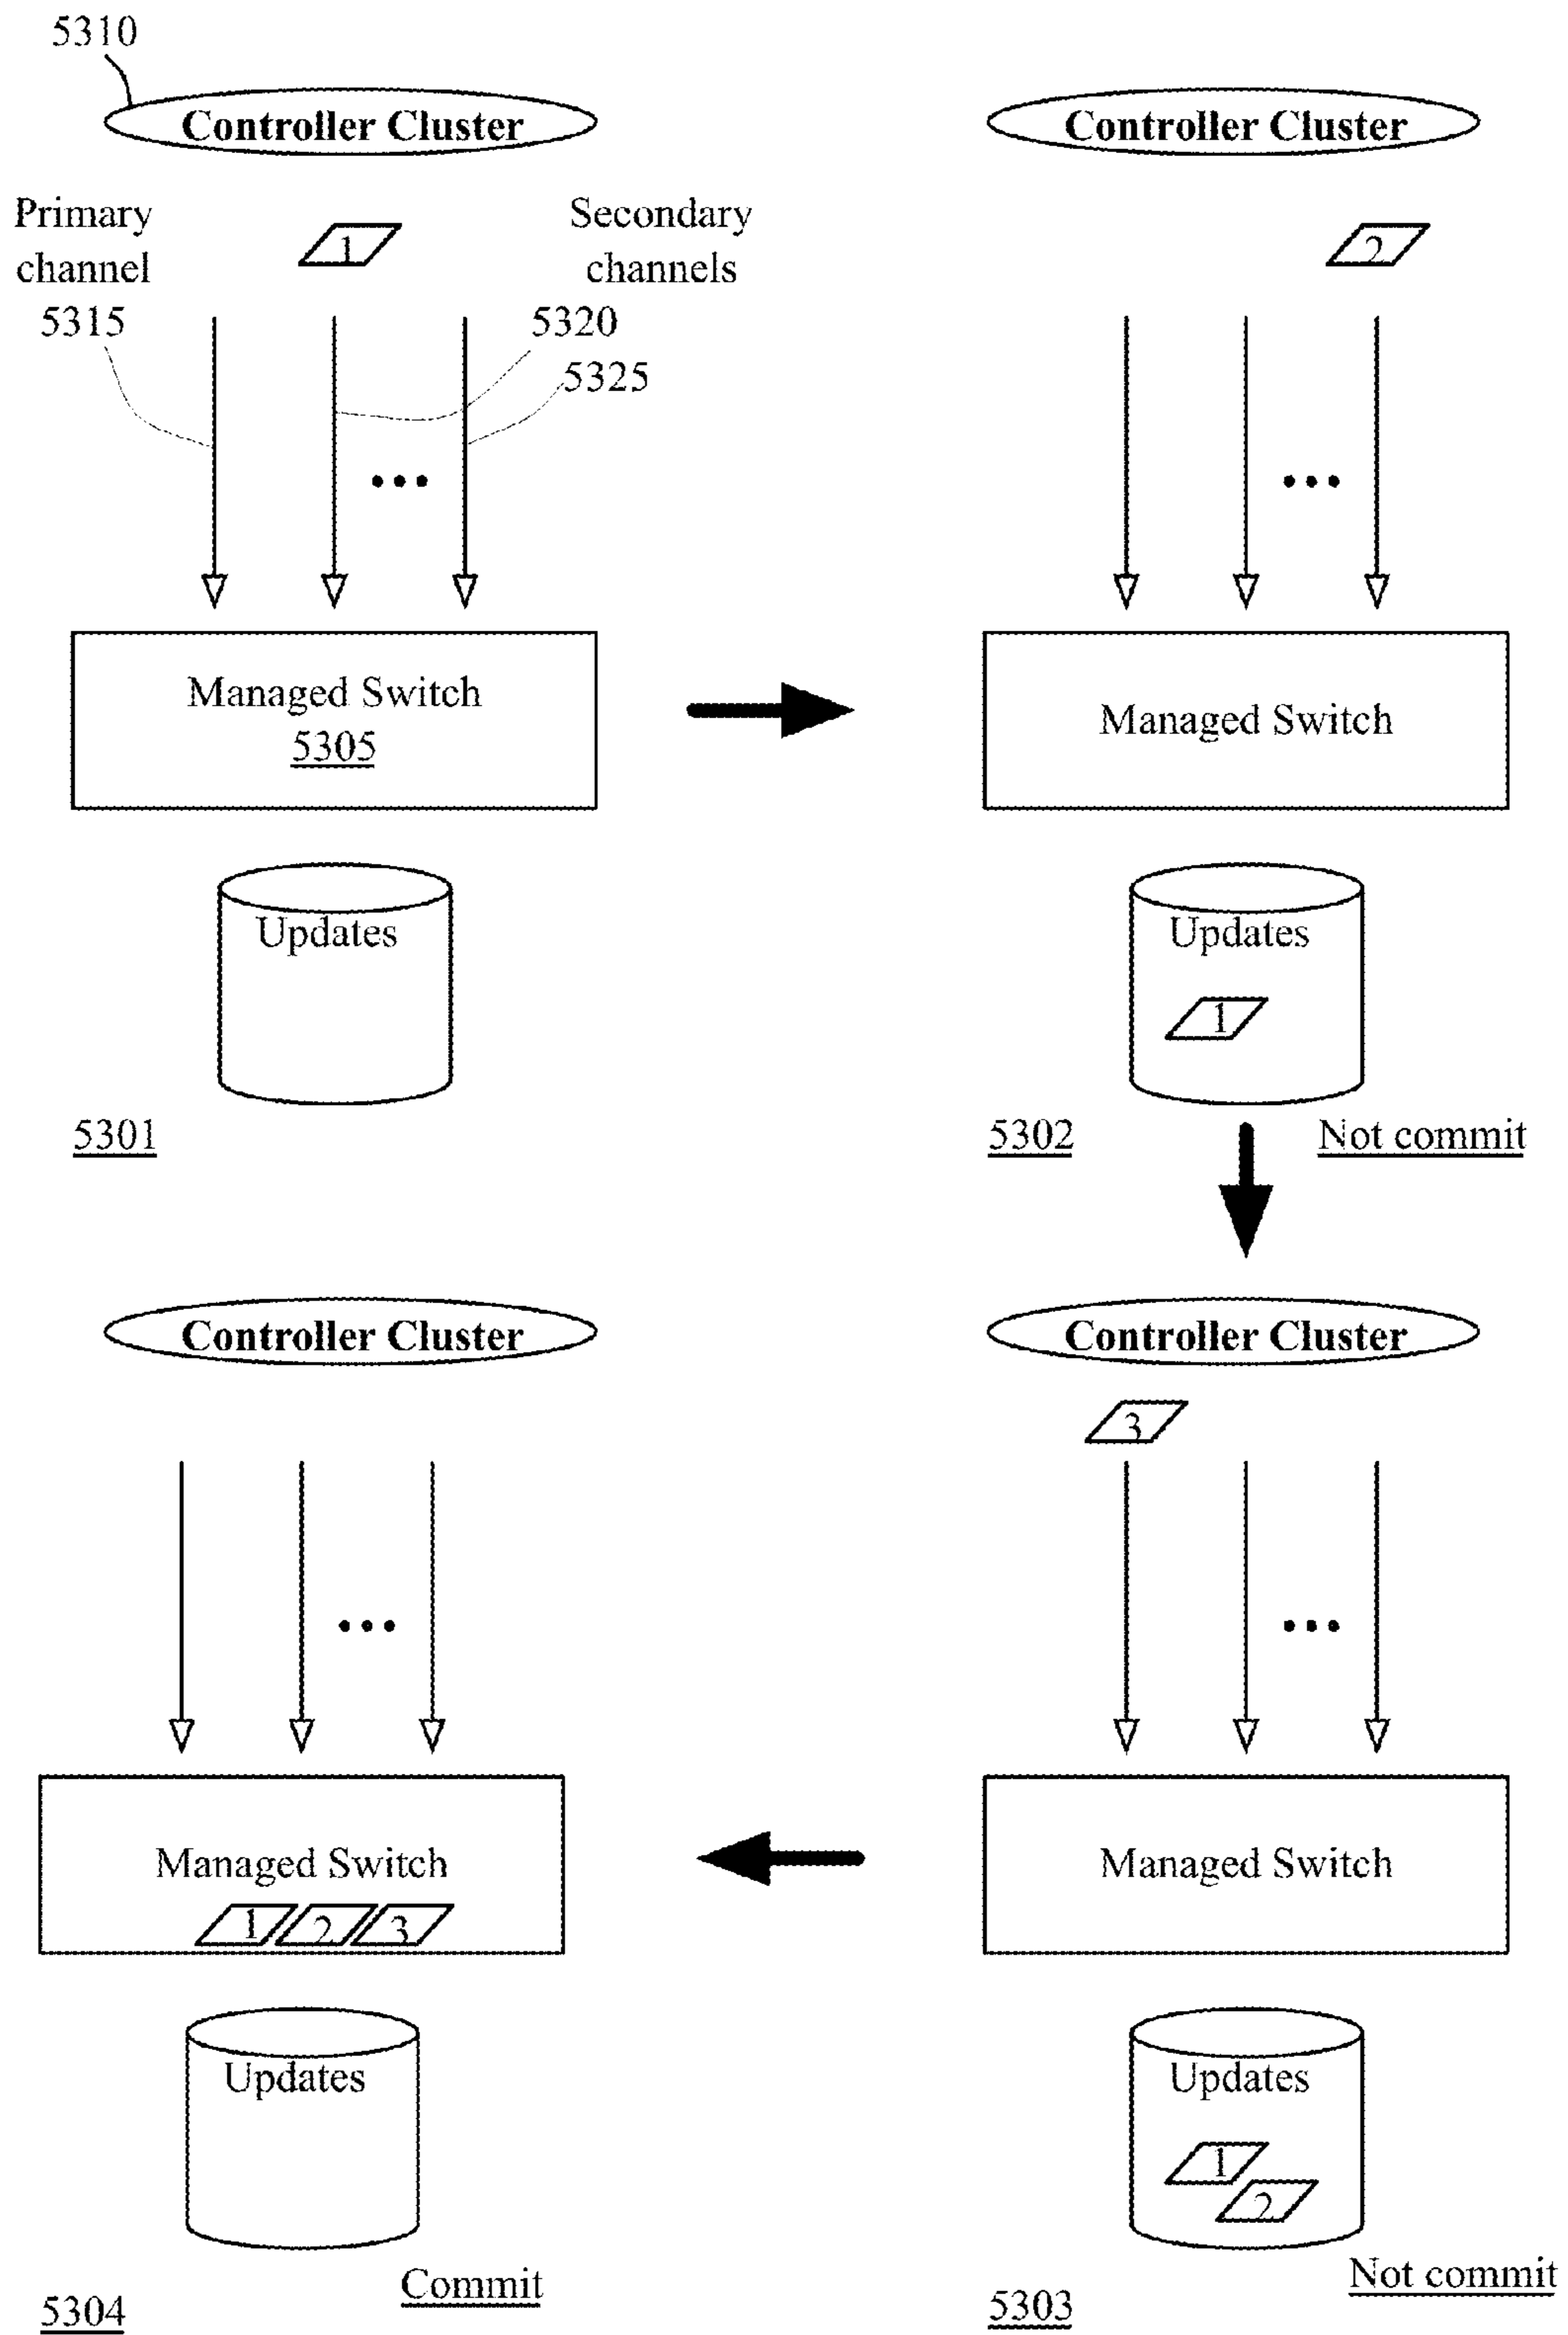 5310
Controller Cluster
Primary
channel
5315
1
Secondary
channels
5320
5325
...
Managed Switch
5305
Updates
5301
Controller Cluster
2
...
Managed Switch
Updates
1
5302
Not commit
Controller Cluster
3
...
Managed Switch
Updates
1
2
5303
Not commit
Controller Cluster
...
Managed Switch
1 2 3
Updates
Commit
5304